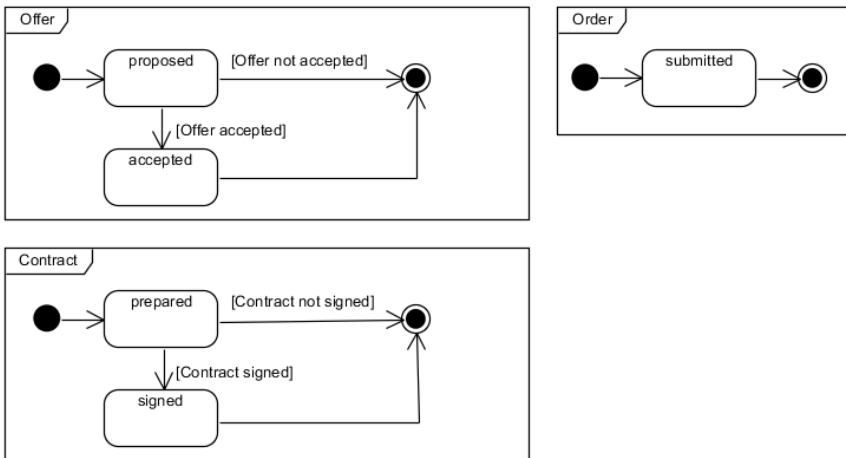 Offer
proposed
[Offer not accepted]
[Offer accepted]
accepted
Order
submitted
Contract
prepared
[Contract not signed]
[Contract signed]
signed